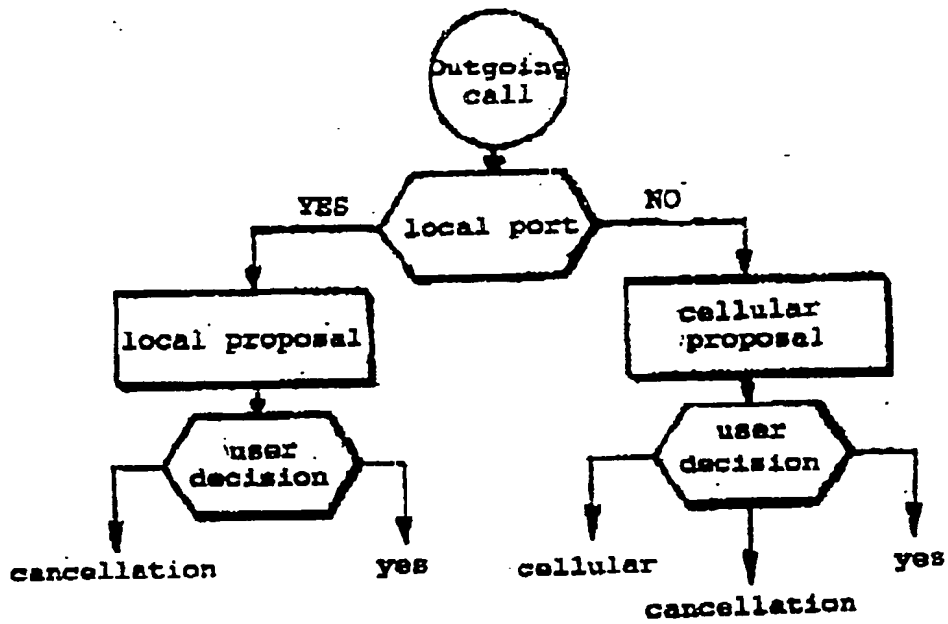 Outgoing
call
YES
NO
local port
local proposal
cellular
proposal
user
decision
user
decision
cancellation
yes
cellular
yes
cancellation